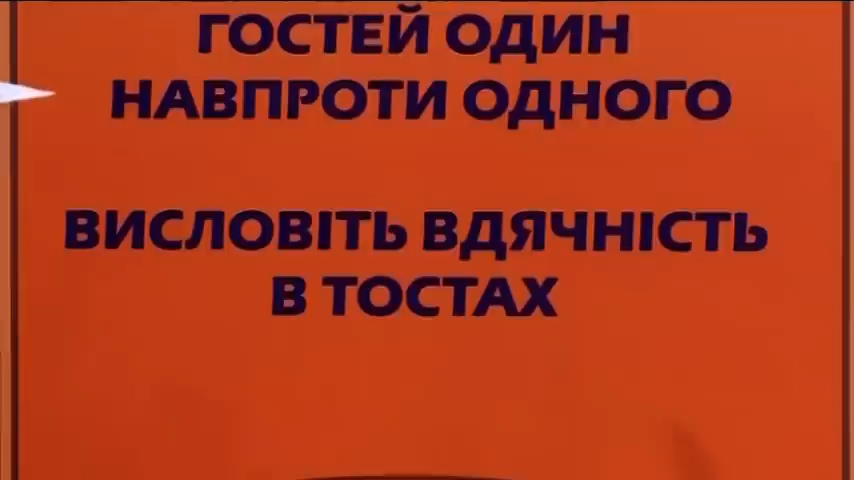 ГОСТЕЙ ОДИН
НАВПРОТИ ОДНОГО
ВИСЛОВІТЬ ВДЯЧНІСТЬ
В ТОСТАХ